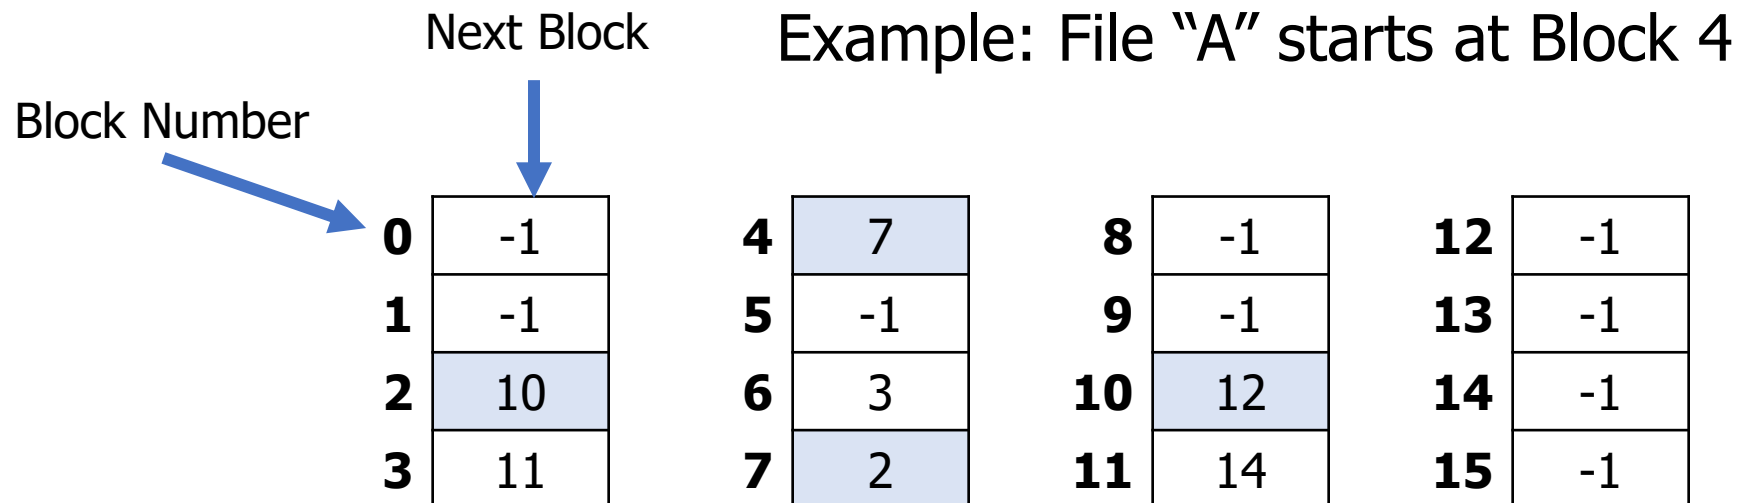 Next Block
Example: File “A” starts at Block 4
Block Number
0 -1 4 7 8 -1 12 -1
1 -1 5 -1 9 -1 13 -1
2 10 6 3 10 12 14 -1
3 11 7 2 11 14 15 -1